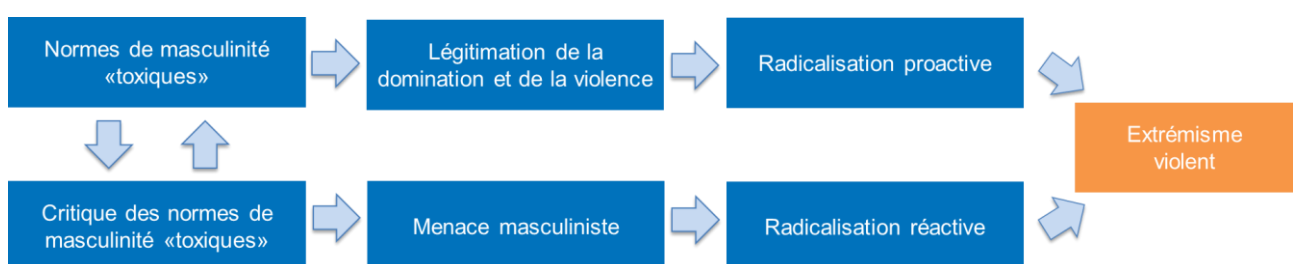 Normes de masculinité
«toxiques»
Légitimation de la
domination et de la violence
Radicalisation proactive
Extrémisme
violent
Critique des normes de
masculinité «toxiques»
Menace masculiniste
Radicalisation réactive